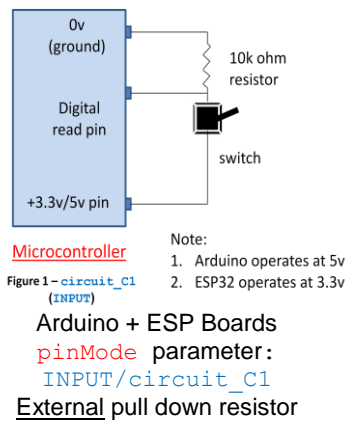 0v
(ground)
10k ohm
resistor
Digital
read pin
switch
+3.3v/5v pin
Microcontroller
Note:
1. Arduino operates at 5v
2. ESP32 operates at 3.3v
Figure 1 – circuit_C1
(INPUT)
Arduino + ESP Boards
pinMode parameter:
INPUT/circuit_C1
External pull down resistor